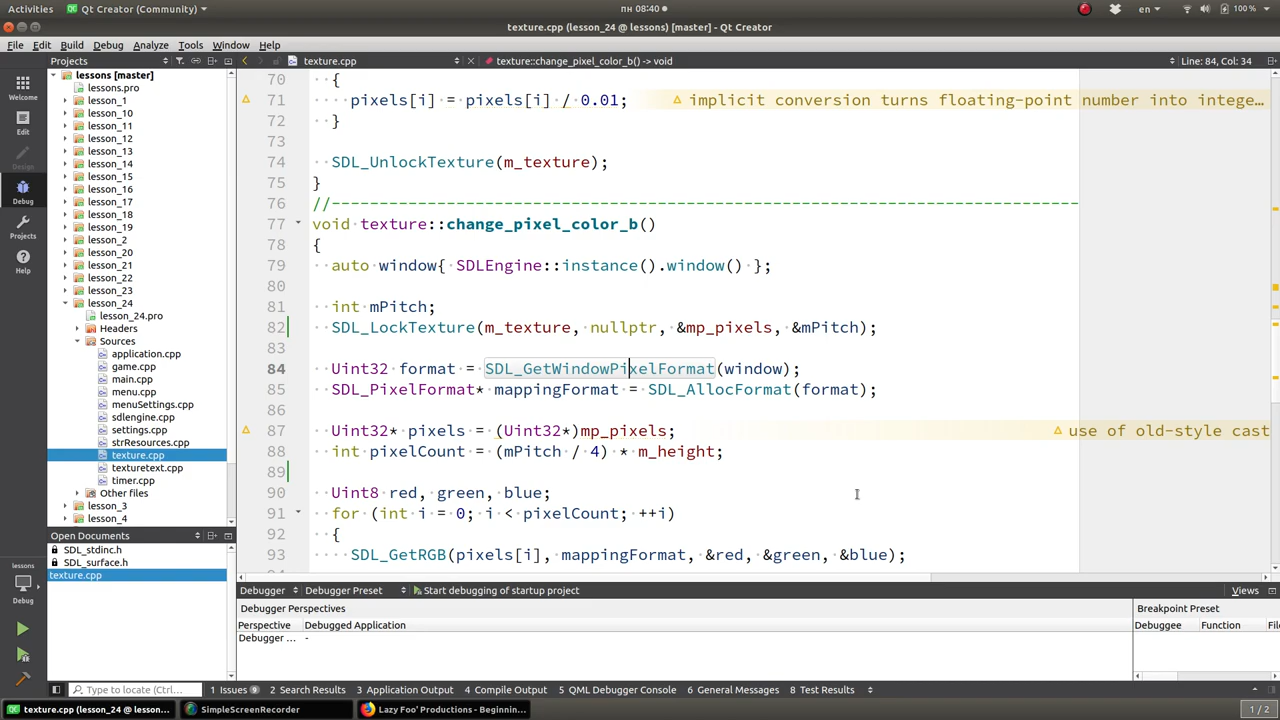 Activities
Qt Creator (Community)
пн 08:40
en
100 %
texture.cpp (lesson_24 @ lessons) [master] - Qt Creator
File Edit Build Debug Analyze Tools Window Help
Projects
texture.cpp
texture::change_pixel_color_b() -> void
Line: 84, Col: 34
Welcome
Edit
Design
Debug
Projects
Help
lessons [master]
lessons.pro
lesson_1
lesson_10
lesson_11
lesson_12
lesson_13
lesson_14
lesson_15
lesson_16
lesson_17
lesson_18
lesson_19
lesson_2
lesson_20
lesson_21
lesson_22
lesson_23
lesson_24
lesson_24.pro
Headers
Sources
application.cpp
game.cpp
main.cpp
menu.cpp
menuSettings.cpp
sdlengine.cpp
settings.cpp
strResources.cpp
texture.cpp
texturetext.cpp
timer.cpp
Other files
lesson_3
lesson_4
70 {
71 pixels[i] = pixels[i] / 0.01; implicit conversion turns floating-point number into intege…
72 }
73
74 SDL_UnlockTexture(m_texture);
75 }
76 //------------------------------------------------------------------------------
77 void texture::change_pixel_color_b()
78 {
79 auto window{ SDLEngine::instance().window() };
80
81 int mPitch;
82 SDL_LockTexture(m_texture, nullptr, &mp_pixels, &mPitch);
83
84 Uint32 format = SDL_GetWindowPixelFormat(window);
85 SDL_PixelFormat* mappingFormat = SDL_AllocFormat(format);
86
87 Uint32* pixels = (Uint32*)mp_pixels; use of old-style cast
88 int pixelCount = (mPitch / 4) * m_height;
89
90 Uint8 red, green, blue;
91 for (int i = 0; i < pixelCount; ++i)
92 {
93 SDL_GetRGB(pixels[i], mappingFormat, &red, &green, &blue);
Open Documents
SDL_stdinc.h
SDL_surface.h
texture.cpp
lessons
Debug
Debugger
Debugger Preset
Start debugging of startup project
Views
Debugger Perspectives
Breakpoint Preset
Perspective Debugged Application
Debuggee Function Fil
Debugger ... -
Type to locate (Ctrl...
1 Issues 9 2 Search Results 3 Application Output 4 Compile Output 5 QML Debugger Console 6 General Messages 8 Test Results
texture.cpp (lesson_24 @ lesson...
SimpleScreenRecorder
Lazy Foo' Productions - Beginnin...
1 / 2